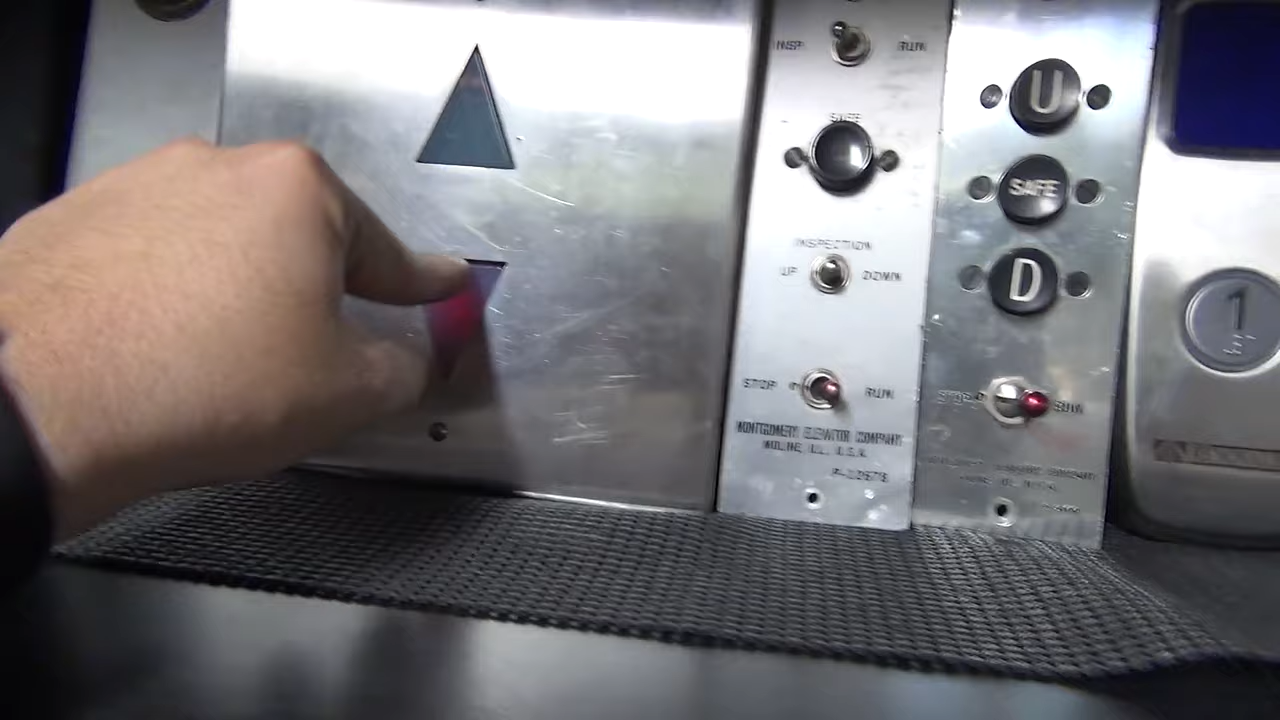 INSP RUN
SAFE
INSPECTION
UP DOWN
STOP RUN
MONTGOMERY ELEVATOR COMPANY
MOLINE, ILL. U.S.A.
U
SAFE
D
STOP RUN
1